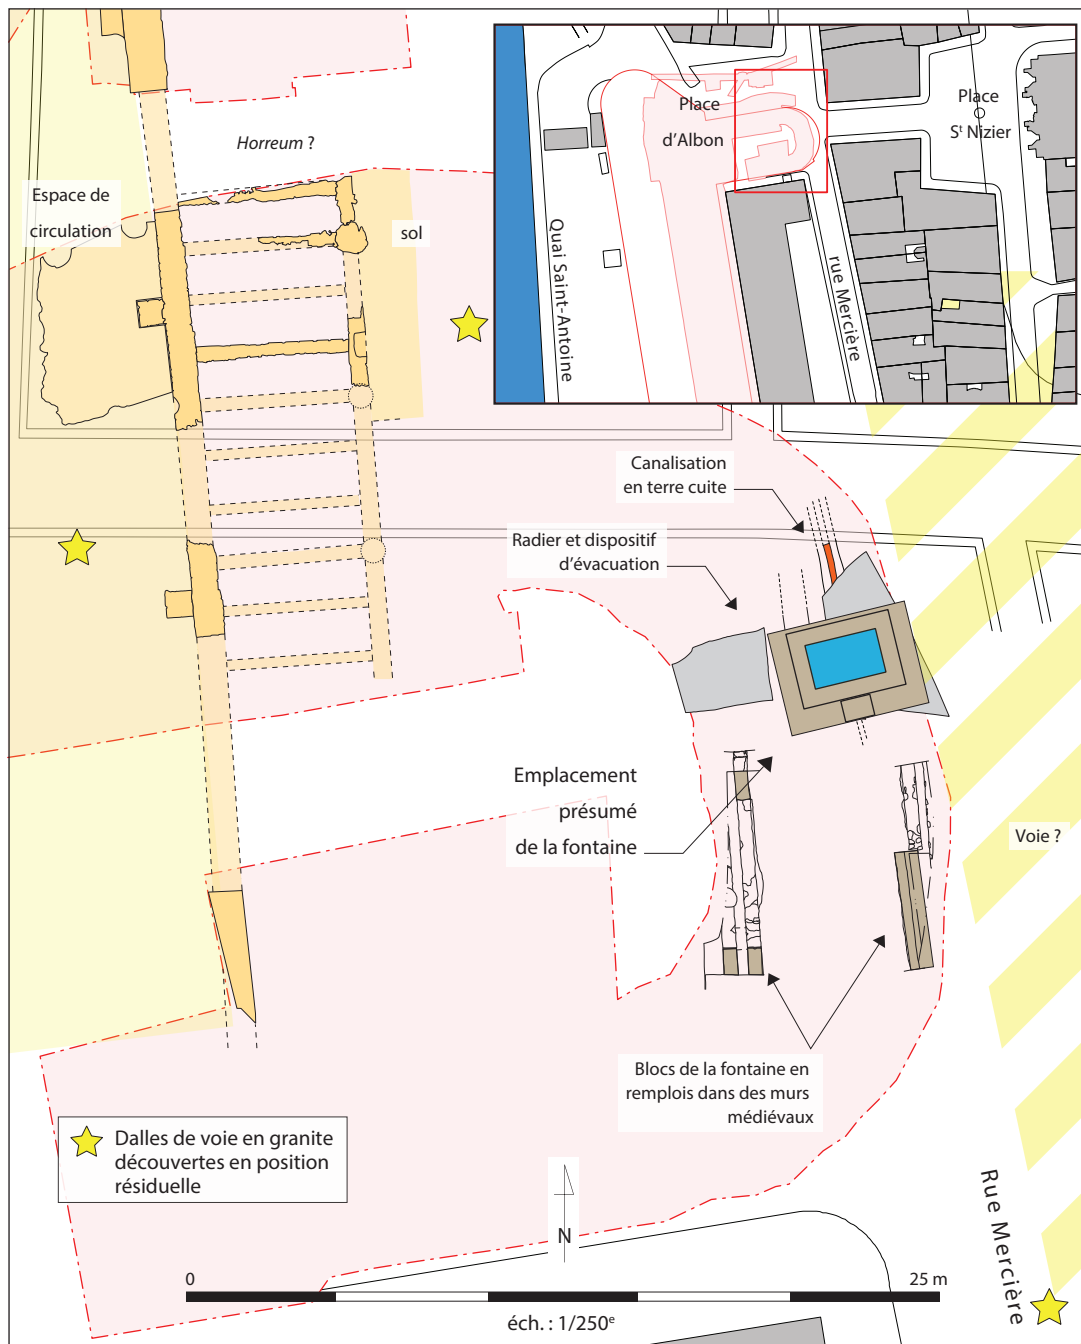 Horreum ?
Espace de
circulation
sol
Place
d'Albon
Place
St Nizier
Quai Saint-Antoine
rue Mercière
Canalisation
en terre cuite
Radier et dispositif
d'évacuation
Emplacement
présumé
de la fontaine
Voie ?
Blocs de la fontaine en
remplois dans des murs
médiévaux
Dalles de voie en granite
découvertes en position
résiduelle
N
Rue Mercière
0
25 m
éch. : 1/250e